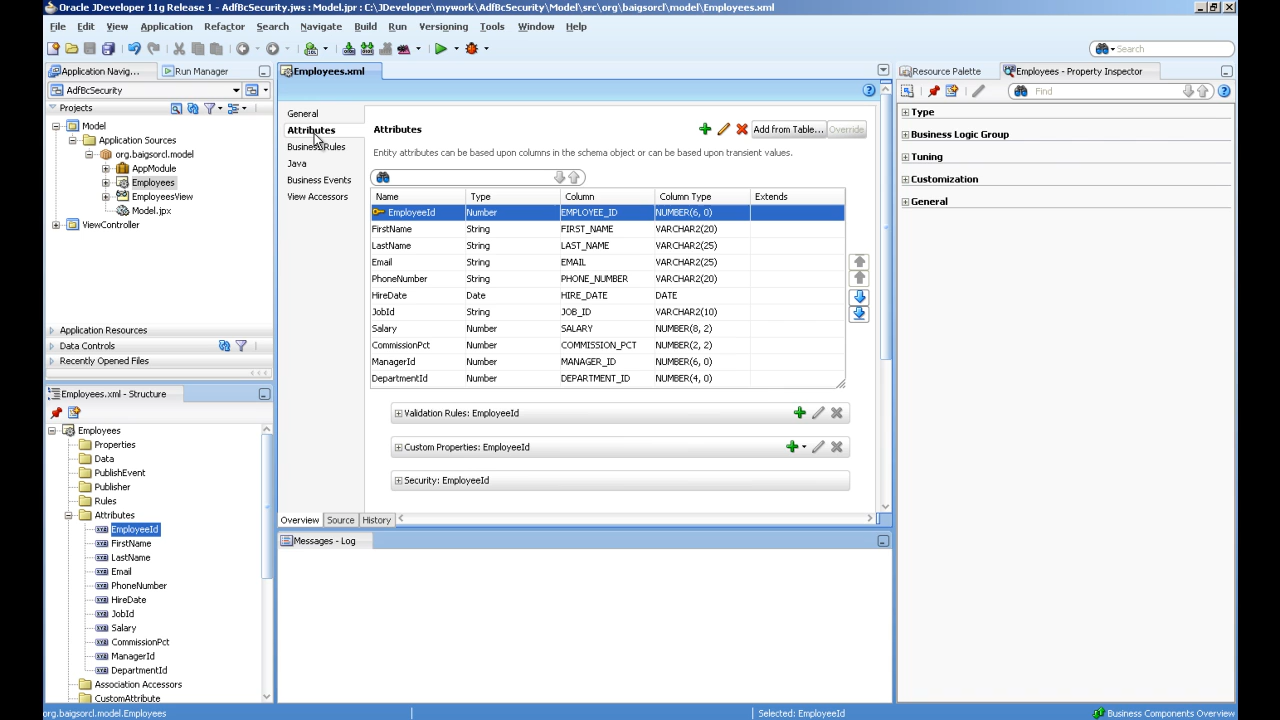 Oracle JDeveloper 11g Release 1 - AdfBcSecurity.jws : Model.jpr : C:\JDeveloper\mywork\AdfBcSecurity\Model\src\org\baigsorcl\model\Employees.xml
File Edit View Application Refactor Search Navigate Build Run Versioning Tools Window Help
Search
Application Navig... Run Manager
AdfBcSecurity
Projects
Model
Application Sources
org.baigsorcl.model
AppModule
Employees
EmployeesView
Model.jpx
ViewController
Application Resources
Data Controls
Recently Opened Files
Employees.xml - Structure
Employees
Properties
Data
PublishEvent
Publisher
Rules
Attributes
EmployeeId
FirstName
LastName
Email
PhoneNumber
HireDate
JobId
Salary
CommissionPct
ManagerId
DepartmentId
Association Accessors
CustomAttribute
Employees.xml
General
Attributes
Business Rules
Java
Business Events
View Accessors
Attributes
Add from Table... Override
Entity attributes can be based upon columns in the schema object or can be based upon transient values.
Name Type Column Column Type Extends
EmployeeId Number EMPLOYEE_ID NUMBER(6, 0)
FirstName String FIRST_NAME VARCHAR2(20)
LastName String LAST_NAME VARCHAR2(25)
Email String EMAIL VARCHAR2(25)
PhoneNumber String PHONE_NUMBER VARCHAR2(20)
HireDate Date HIRE_DATE DATE
JobId String JOB_ID VARCHAR2(10)
Salary Number SALARY NUMBER(8, 2)
CommissionPct Number COMMISSION_PCT NUMBER(2, 2)
ManagerId Number MANAGER_ID NUMBER(6, 0)
DepartmentId Number DEPARTMENT_ID NUMBER(4, 0)
Validation Rules: EmployeeId
Custom Properties: EmployeeId
Security: EmployeeId
Overview Source History
Messages - Log
Resource Palette Employees - Property Inspector
Find
Type
Business Logic Group
Tuning
Customization
General
org.baigsorcl.model.Employees Selected: EmployeeId Business Components Overview